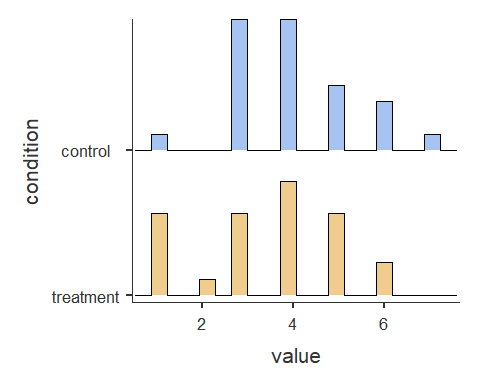 condition
control
treatment
2 4 6
value